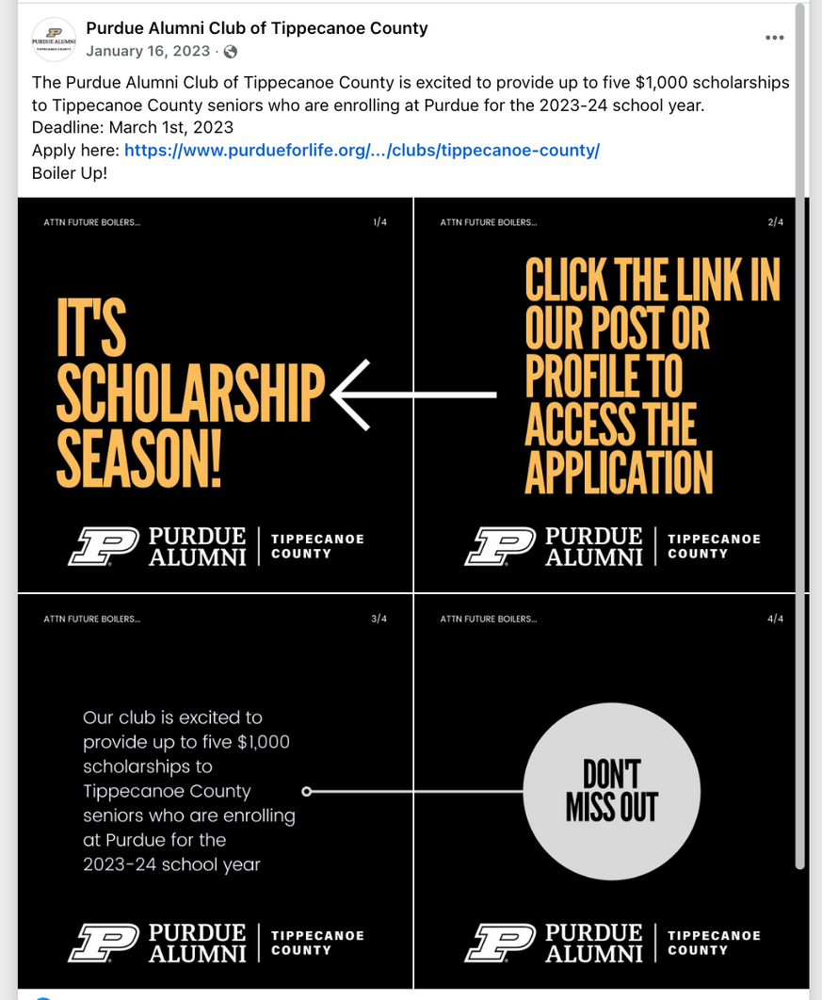 Purdue Alumni Club of Tippecanoe County
January 16, 2023 ·
The Purdue Alumni Club of Tippecanoe County is excited to provide up to five $1,000 scholarships
to Tippecanoe County seniors who are enrolling at Purdue for the 2023-24 school year.
Deadline: March 1st, 2023
Apply here: https://www.purdueforlife.org/.../clubs/tippecanoe-county/
Boiler Up!
ATTN FUTURE BOILERS...
1/4
IT'S
SCHOLARSHIP
SEASON!
PURDUE
ALUMNI
TIPPECANOE
COUNTY
ATTN FUTURE BOILERS...
2/4
CLICK THE LINK IN
OUR POST OR
PROFILE TO
ACCESS THE
APPLICATION
PURDUE
ALUMNI
TIPPECANOE
COUNTY
ATTN FUTURE BOILERS...
3/4
Our club is excited to
provide up to five $1,000
scholarships to
Tippecanoe County
seniors who are enrolling
at Purdue for the
2023-24 school year
PURDUE
ALUMNI
TIPPECANOE
COUNTY
ATTN FUTURE BOILERS...
4/4
DON'T
MISS OUT
PURDUE
ALUMNI
TIPPECANOE
COUNTY